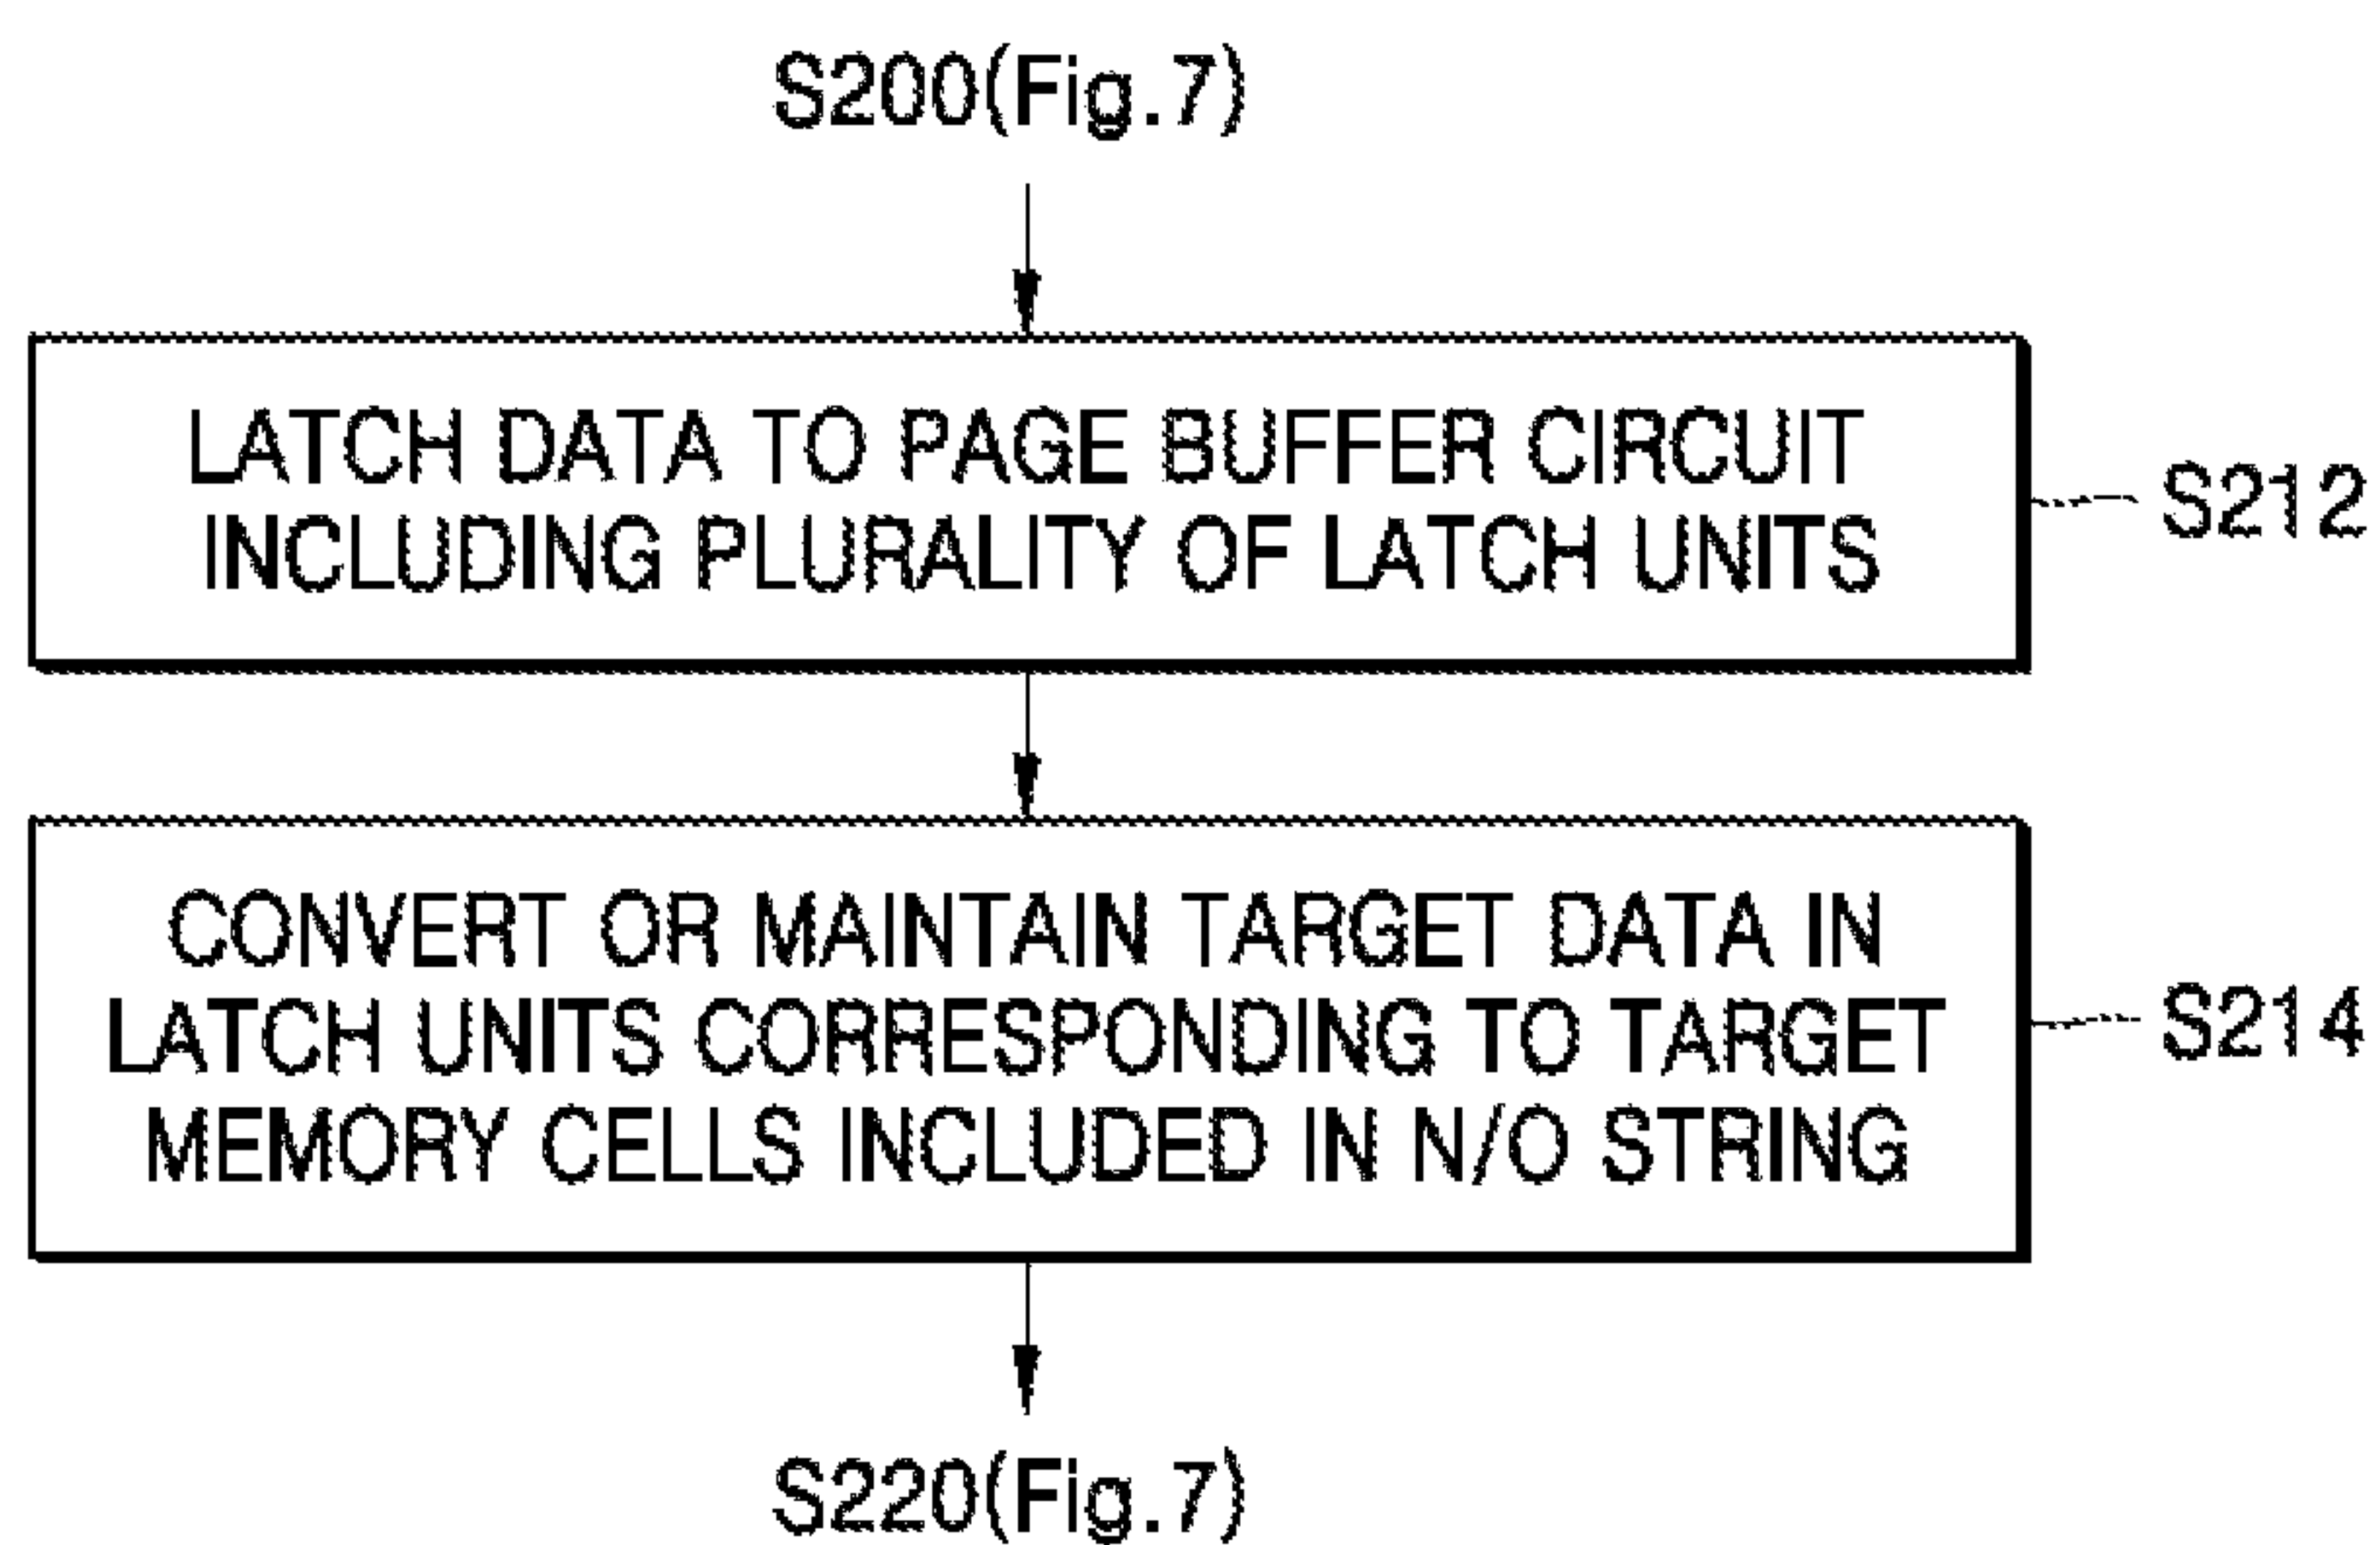 S200(Fig.7)
LATCH DATA TO PAGE BUFFER CIRCUIT
INCLUDING PLURALITY OF LATCH UNITS
S212
CONVERT OR MAINTAIN TARGET DATA IN
LATCH UNITS CORRESPONDING TO TARGET
MEMORY CELLS INCLUDED IN N/O STRING
S214
S220(Fig.7)